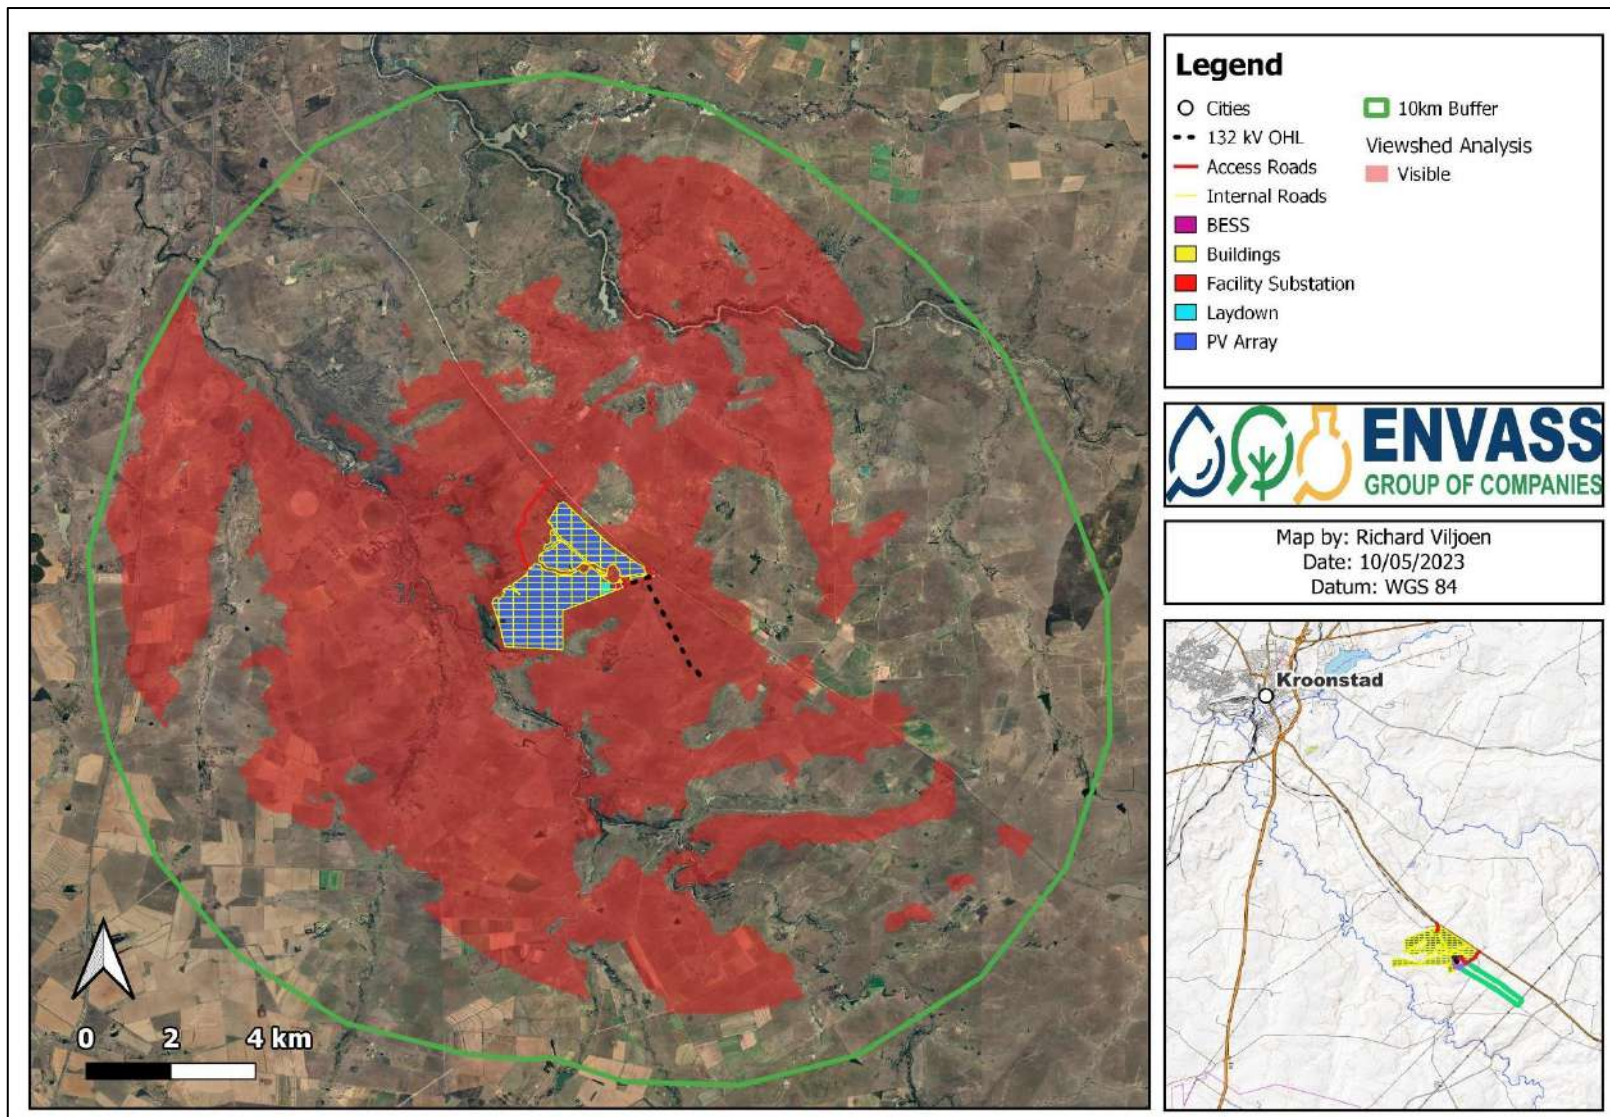 Legend
Cities
132 kV OHL
Access Roads
Internal Roads
BESS
Buildings
Facility Substation
Laydown
PV Array
10km Buffer
Viewshed Analysis
Visible
ENVASS
GROUP OF COMPANIES
Map by: Richard Viljoen
Date: 10/05/2023
Datum: WGS 84
Kroonstad
0 2 4 km